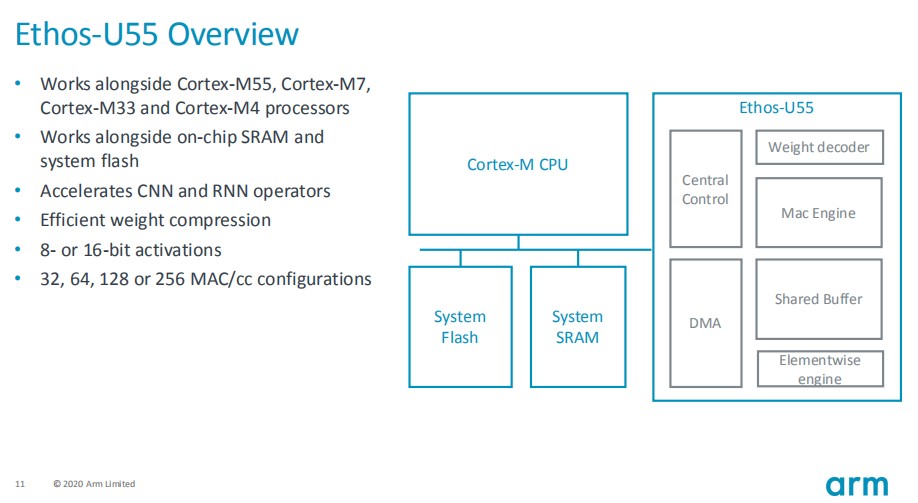 Ethos-U55 Overview
• Works alongside Cortex-M55, Cortex-M7,
Cortex-M33 and Cortex-M4 processors
• Works alongside on-chip SRAM and
system flash
• Accelerates CNN and RNN operators
• Efficient weight compression
• 8- or 16-bit activations
• 32, 64, 128 or 256 MAC/cc configurations
Cortex-M CPU
System
Flash
System
SRAM
Ethos-U55
Central
Control
DMA
Weight decoder
Mac Engine
Shared Buffer
Elementwise
engine
11
© 2020 Arm Limited
arm